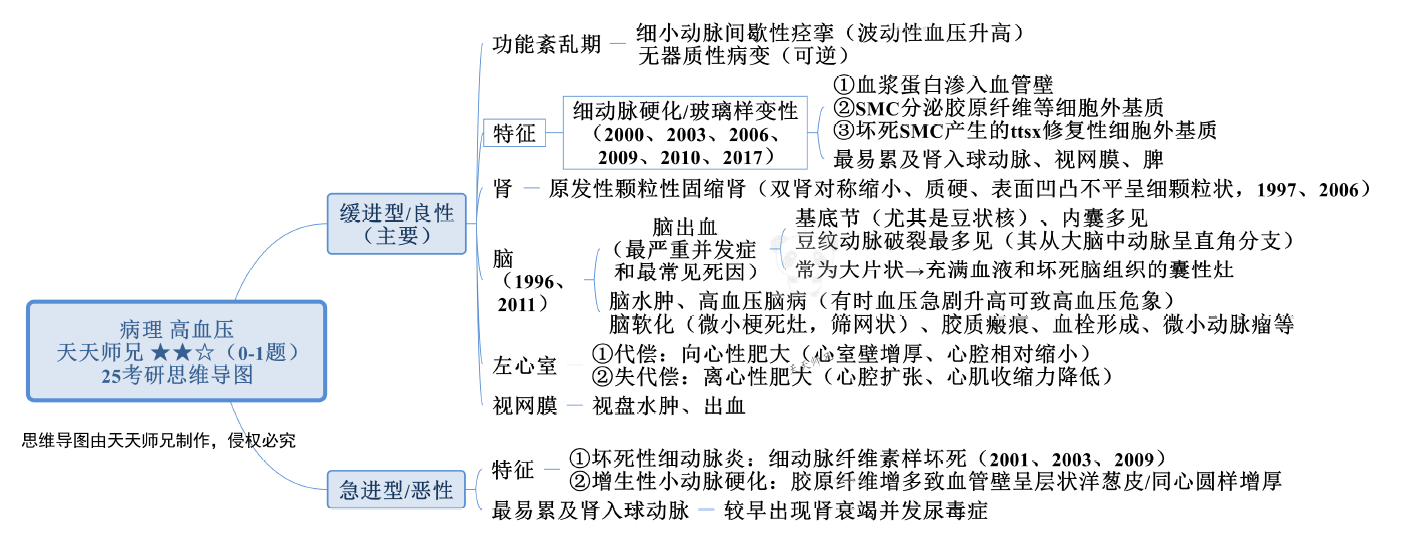 病理 高血压
天天师兄 ★★☆（0-1题）
25考研思维导图
思维导图由天天师兄制作，侵权必究
缓进型/良性
（主要）
功能紊乱期
细小动脉间歇性痉挛（波动性血压升高）
无器质性病变（可逆）
特征
细动脉硬化/玻璃样变性
（2000、2003、2006、
2009、2010、2017）
①血浆蛋白渗入血管壁
②SMC分泌胶原纤维等细胞外基质
③坏死SMC产生的ttsx修复性细胞外基质
最易累及肾入球动脉、视网膜、脾
肾
原发性颗粒性固缩肾（双肾对称缩小、质硬、表面凹凸不平呈细颗粒状，1997、2006）
脑
（1996、
2011）
脑出血
（最严重并发症
和最常见死因）
基底节（尤其是豆状核）、内囊多见
豆纹动脉破裂最多见（其从大脑中动脉呈直角分支）
常为大片状→充满血液和坏死脑组织的囊性灶
脑水肿、高血压脑病（有时血压急剧升高可致高血压危象）
脑软化（微小梗死灶，筛网状）、胶质瘢痕、血栓形成、微小动脉瘤等
左心室
①代偿：向心性肥大（心室壁增厚、心腔相对缩小）
②失代偿：离心性肥大（心腔扩张、心肌收缩力降低）
视网膜
视盘水肿、出血
急进型/恶性
特征
①坏死性细动脉炎：细动脉纤维素样坏死（2001、2003、2009）
②增生性小动脉硬化：胶原纤维增多致血管壁呈层状洋葱皮/同心圆样增厚
最易累及肾入球动脉
较早出现肾衰竭并发尿毒症